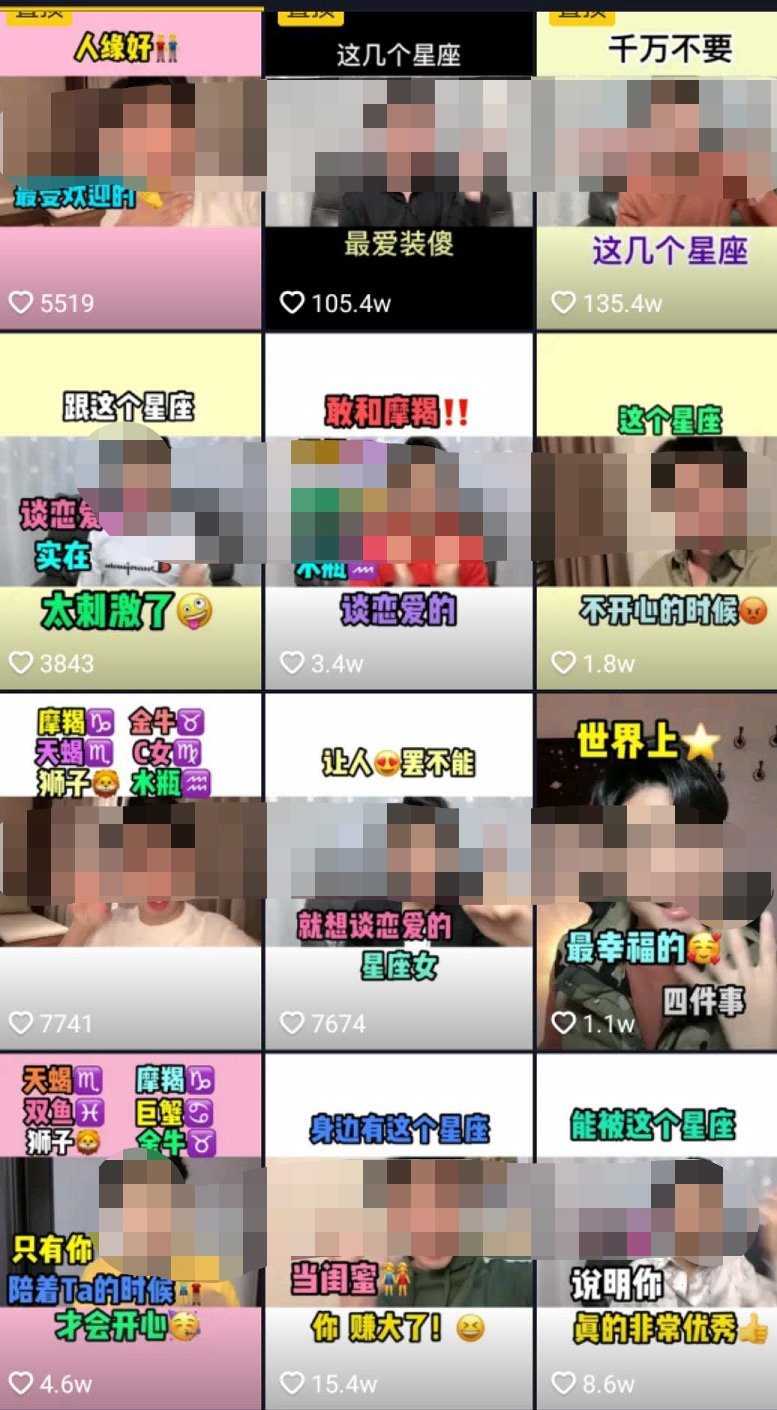 置顶
人缘好👬
最受欢迎的
5519
置顶
这几个星座
最爱装傻
105.4w
置顶
千万不要
这几个星座
135.4w
跟这个星座
谈恋爱
实在
太刺激了🤪
3843
敢和摩羯‼️
水瓶♒
谈恋爱的
3.4w
这个星座
不开心的时候😡
1.8w
摩羯♑ 金牛♉
天蝎♏ C女♍
狮子🦁 水瓶♒
7741
让人😍罢不能
就想谈恋爱的
星座女
7674
世界上⭐
最幸福的🥰
四件事
1.1w
天蝎♏ 摩羯♑
双鱼♓ 巨蟹♋
狮子🦁 金牛♉
只有你
陪着Ta的时候👬
才会开心🥳
4.6w
身边有这个星座
当闺蜜👭
你 赚大了！😆
15.4w
能被这个星座
说明你
真的非常优秀👍
8.6w